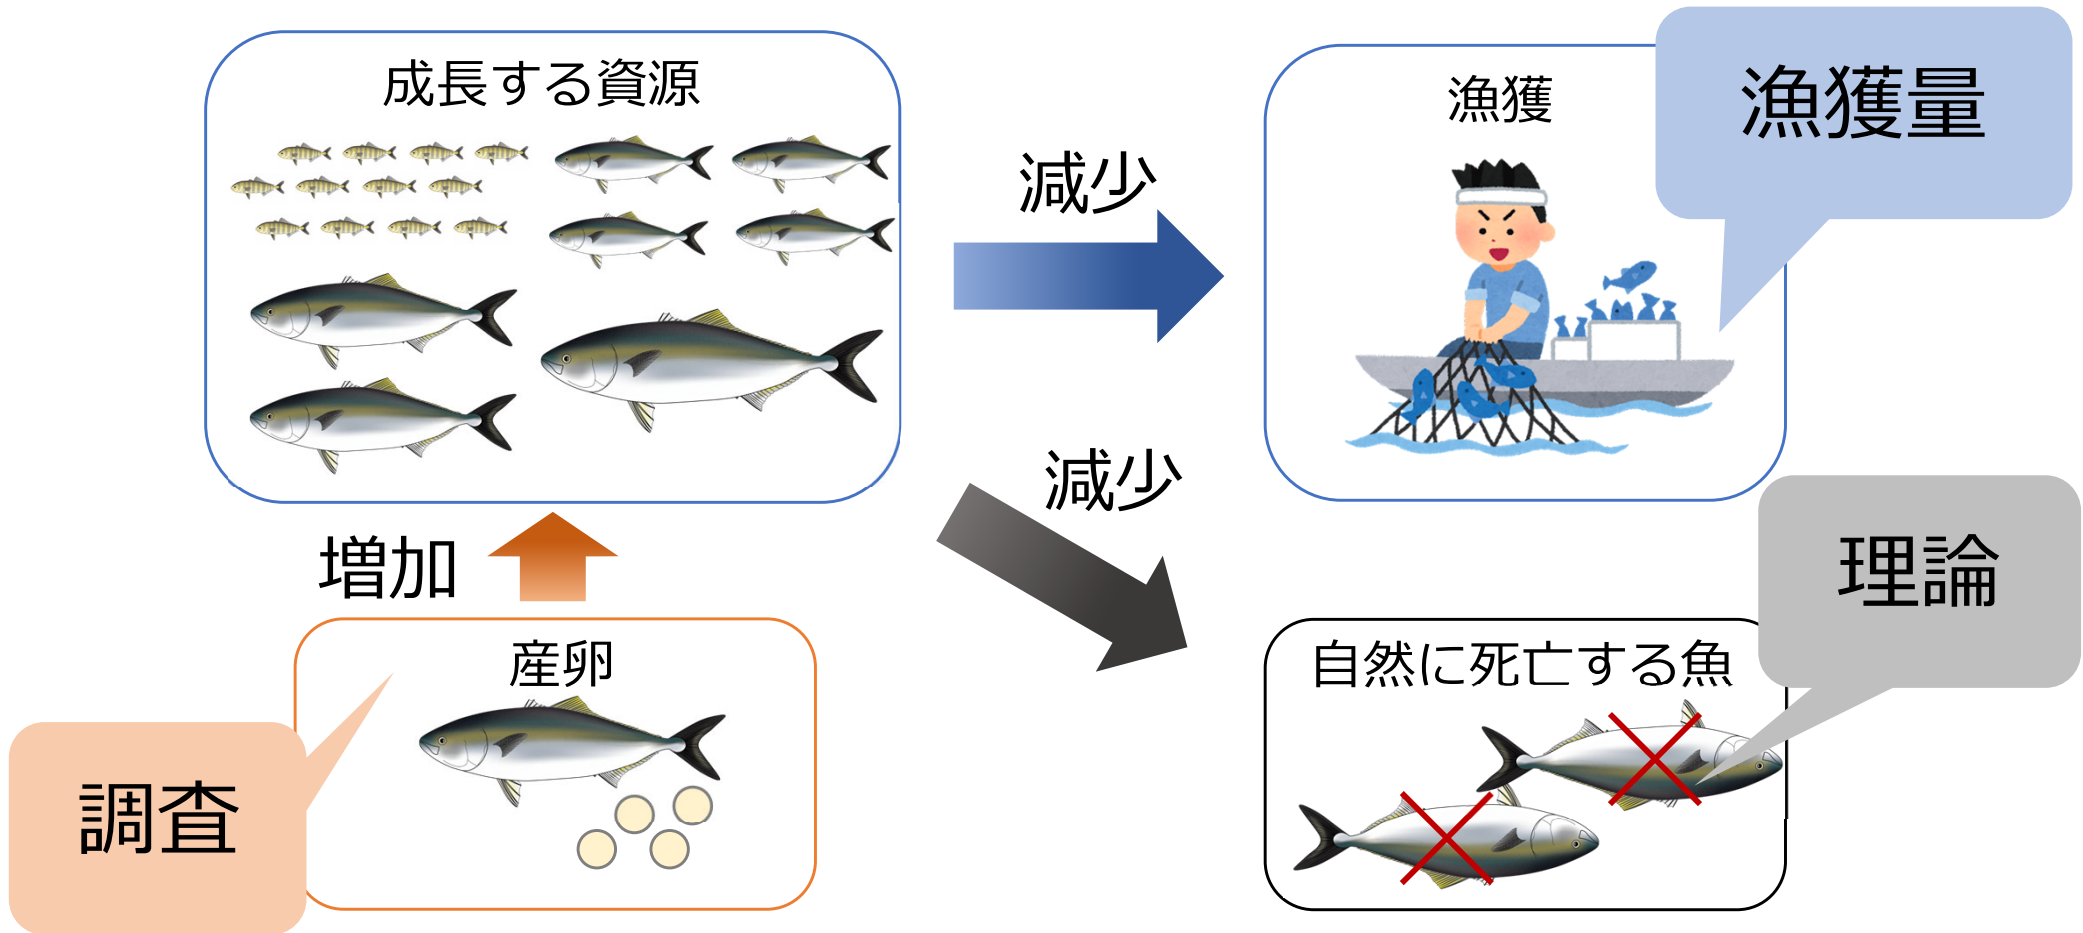 成長する資源
減少
漁獲
漁獲量
減少
増加
産卵
調査
自然に死亡する魚
理論